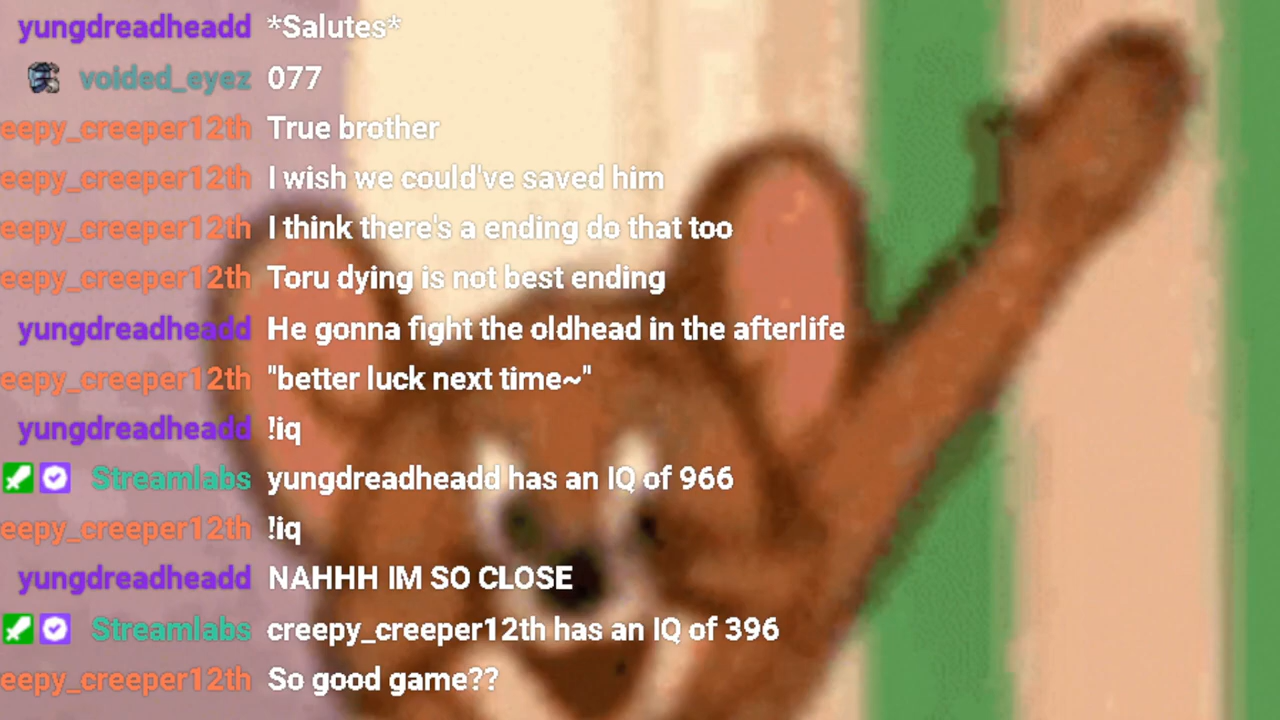 yungdreadheadd *Salutes*
voided_eyez 077
eepy_creeper12th True brother
eepy_creeper12th I wish we could've saved him
eepy_creeper12th I think there's a ending do that too
eepy_creeper12th Toru dying is not best ending
yungdreadheadd He gonna fight the oldhead in the afterlife
eepy_creeper12th "better luck next time~"
yungdreadheadd !iq
Streamlabs yungdreadheadd has an IQ of 966
eepy_creeper12th !iq
yungdreadheadd NAHHH IM SO CLOSE
Streamlabs creepy_creeper12th has an IQ of 396
eepy_creeper12th So good game??